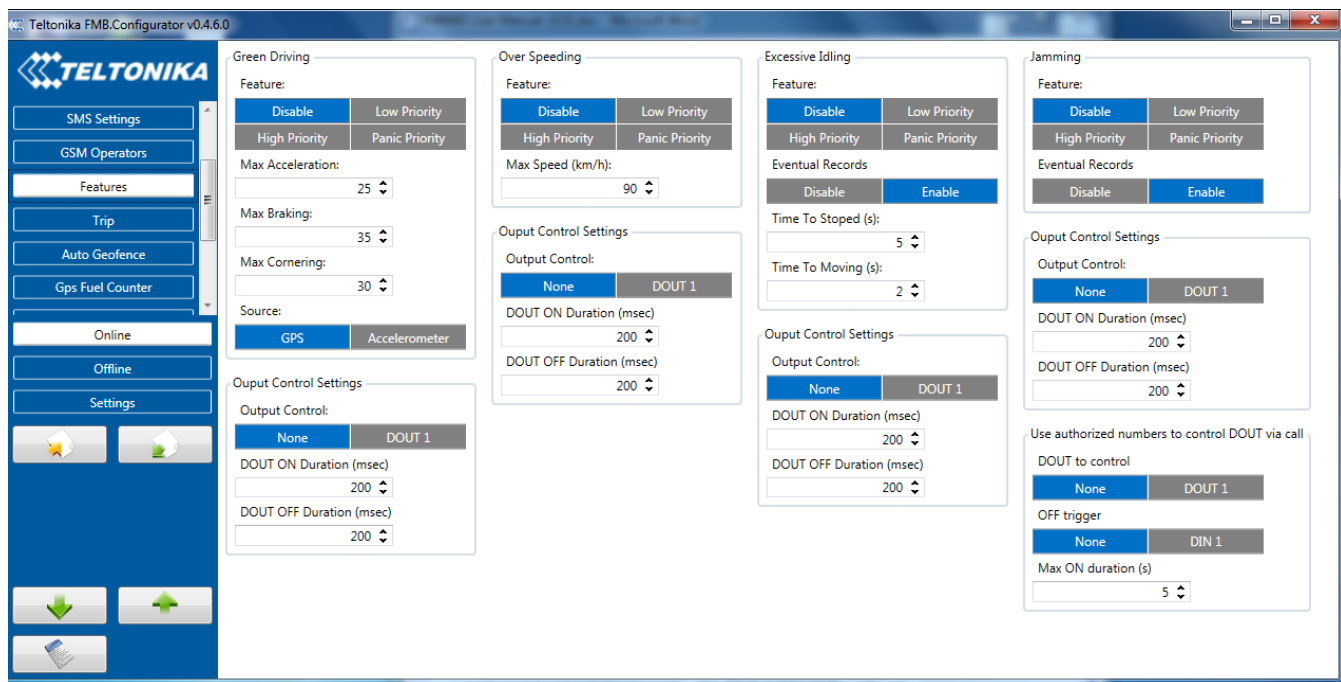 Teltonika FMB.Configurator v0.4.6.0
TELTONIKA
SMS Settings
GSM Operators
Features
Trip
Auto Geofence
Gps Fuel Counter
Online
Offline
Settings
Green Driving
Feature:
Disable Low Priority
High Priority Panic Priority
Max Acceleration:
25
Max Braking:
35
Max Cornering:
30
Source:
GPS Accelerometer
Ouput Control Settings
Output Control:
None DOUT 1
DOUT ON Duration (msec)
200
DOUT OFF Duration (msec)
200
Over Speeding
Feature:
Disable Low Priority
High Priority Panic Priority
Max Speed (km/h):
90
Ouput Control Settings
Output Control:
None DOUT 1
DOUT ON Duration (msec)
200
DOUT OFF Duration (msec)
200
Excessive Idling
Feature:
Disable Low Priority
High Priority Panic Priority
Eventual Records
Disable Enable
Time To Stoped (s):
5
Time To Moving (s):
2
Ouput Control Settings
Output Control:
None DOUT 1
DOUT ON Duration (msec)
200
DOUT OFF Duration (msec)
200
Jamming
Feature:
Disable Low Priority
High Priority Panic Priority
Eventual Records
Disable Enable
Ouput Control Settings
Output Control:
None DOUT 1
DOUT ON Duration (msec)
200
DOUT OFF Duration (msec)
200
Use authorized numbers to control DOUT via call
DOUT to control
None DOUT 1
OFF trigger
None DIN 1
Max ON duration (s)
5